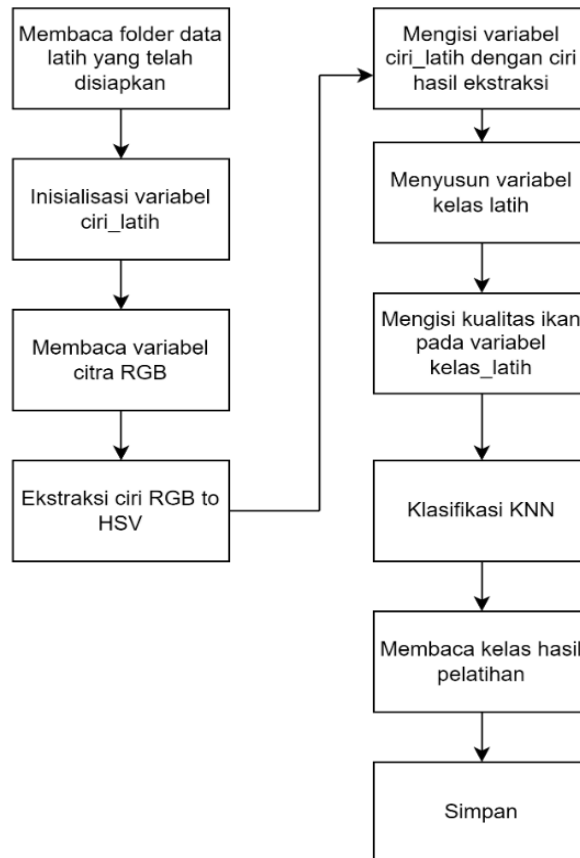 Membaca folder data
latih yang telah
disiapkan
Inisialisasi variabel
ciri_latih
Membaca variabel
citra RGB
Ekstraksi ciri RGB to
HSV
Mengisi variabel
ciri_latih dengan ciri
hasil ekstraksi
Menyusun variabel
kelas latih
Mengisi kualitas ikan
pada variabel
kelas_latih
Klasifikasi KNN
Membaca kelas hasil
pelatihan
Simpan